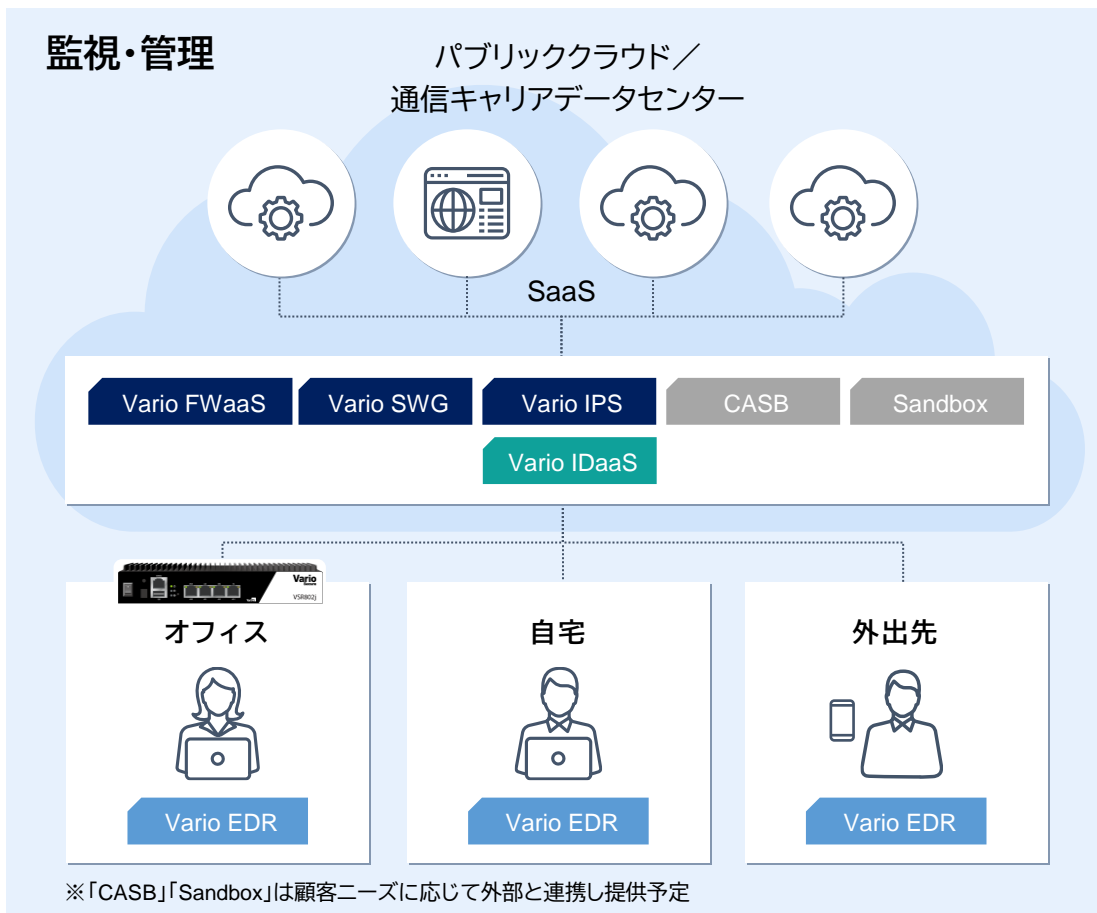 監視・管理
パブリッククラウド／
通信キャリアデータセンター
SaaS
Vario FWaaS
Vario SWG
Vario IPS
CASB
Sandbox
Vario IDaaS
Vario
VSR802j
オフィス
自宅
外出先
Vario EDR
Vario EDR
Vario EDR
※「CASB」「Sandbox」は顧客ニーズに応じて外部と連携し提供予定